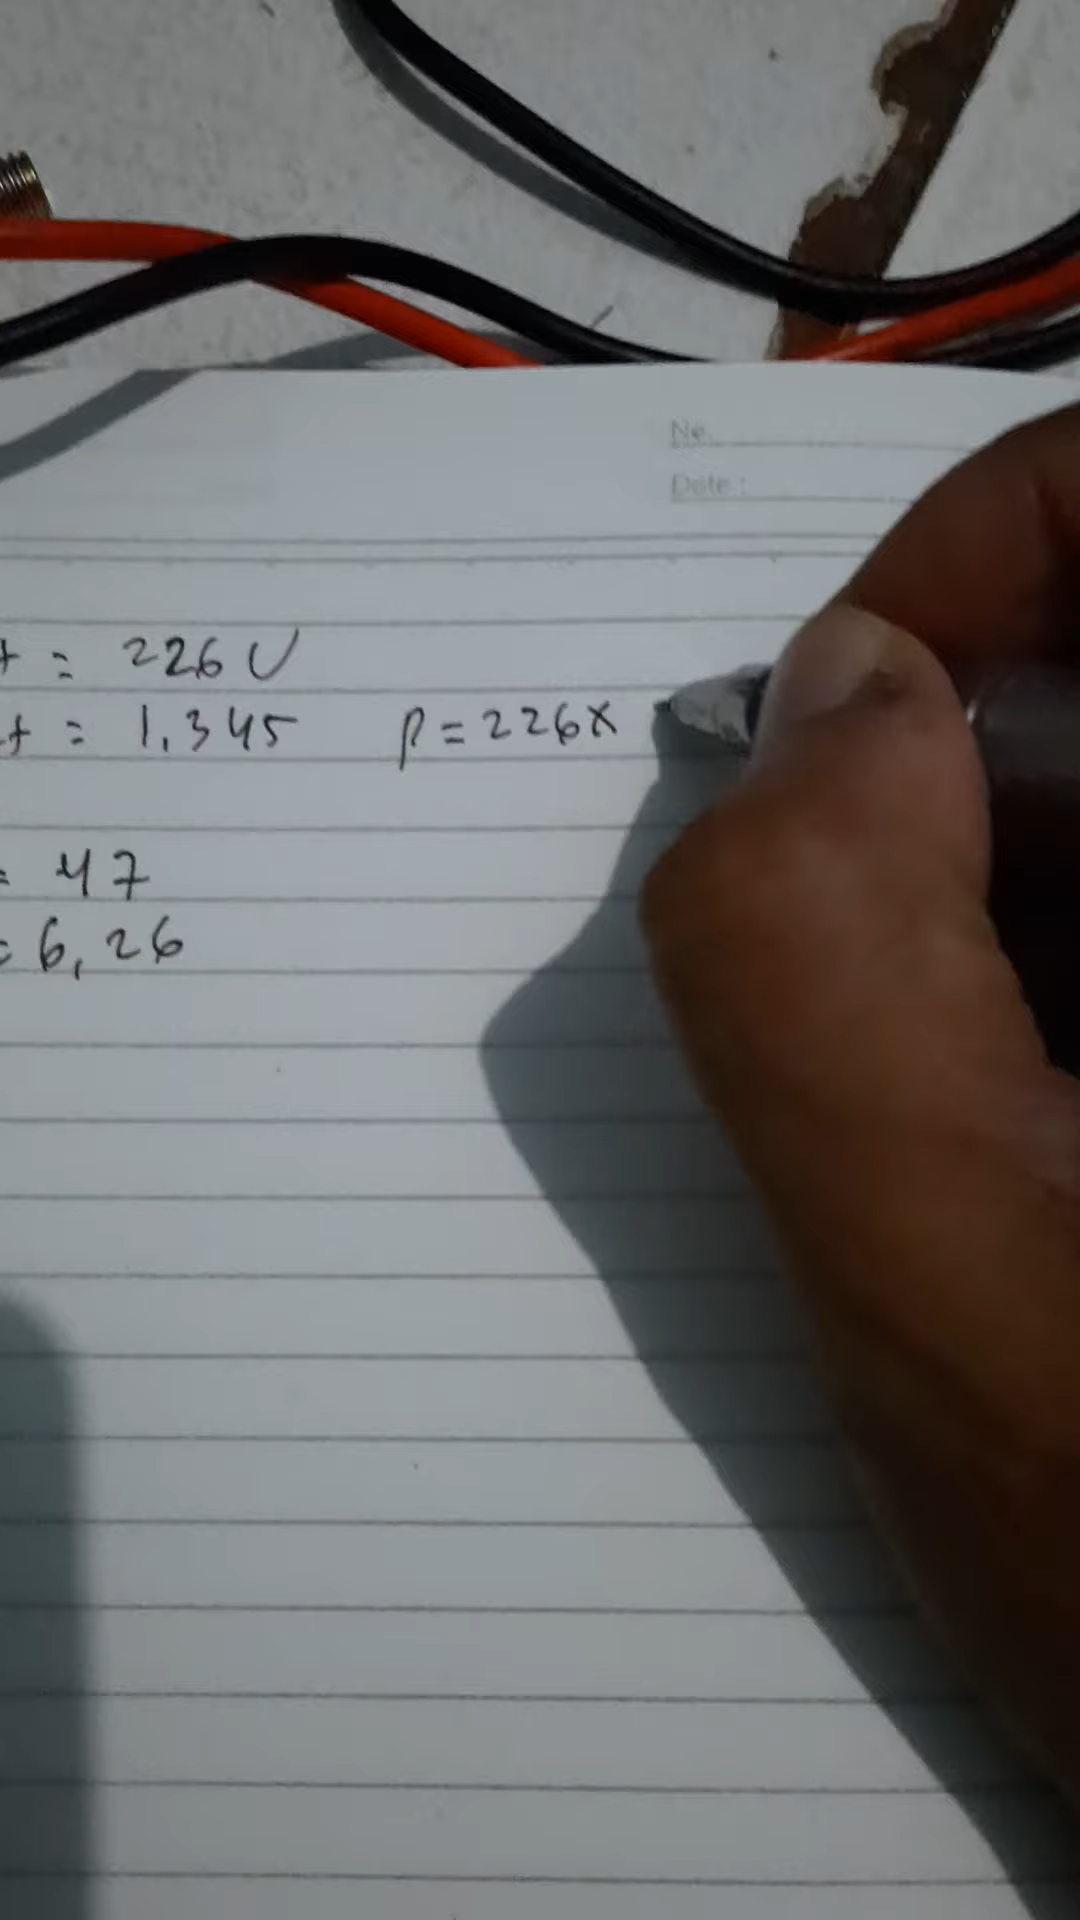 No.
Date :
t = 226 V
t = 1,345 P = 226x
= 47
= 6,26